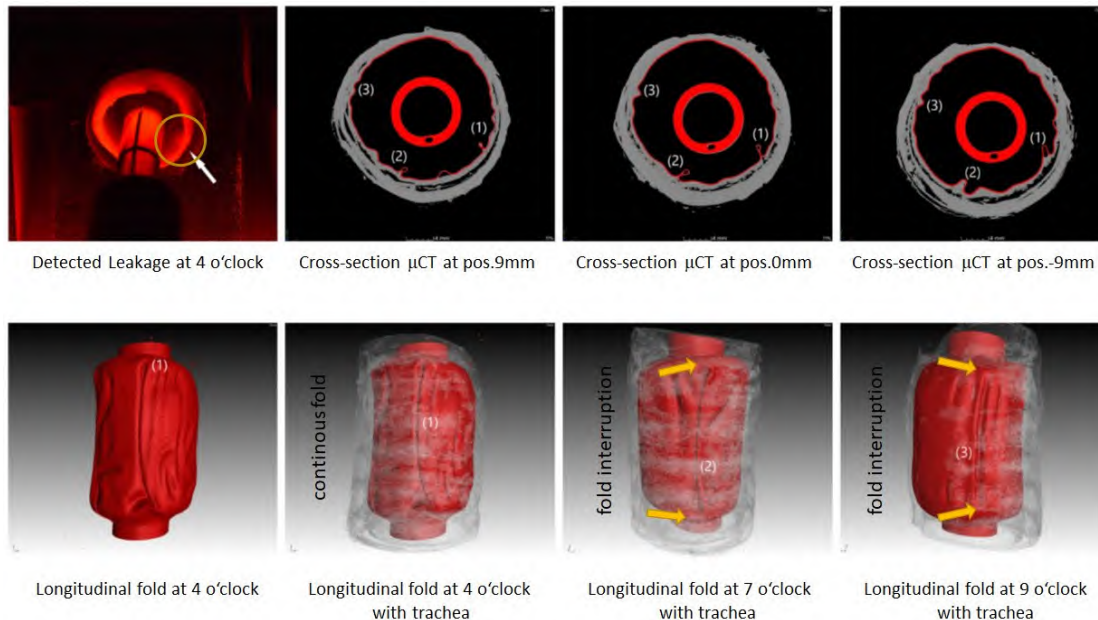 (3)
(1)
(2)
(3)
(1)
(2)
(3)
(1)
(2)
Detected Leakage at 4 o‘clock
Cross-section μCT at pos.9mm
Cross-section μCT at pos.0mm
Cross-section μCT at pos.-9mm
(1)
continous fold
(1)
fold interruption
(2)
fold interruption
(3)
Longitudinal fold at 4 o‘clock
Longitudinal fold at 4 o‘clock
with trachea
Longitudinal fold at 7 o‘clock
with trachea
Longitudinal fold at 9 o‘clock
with trachea